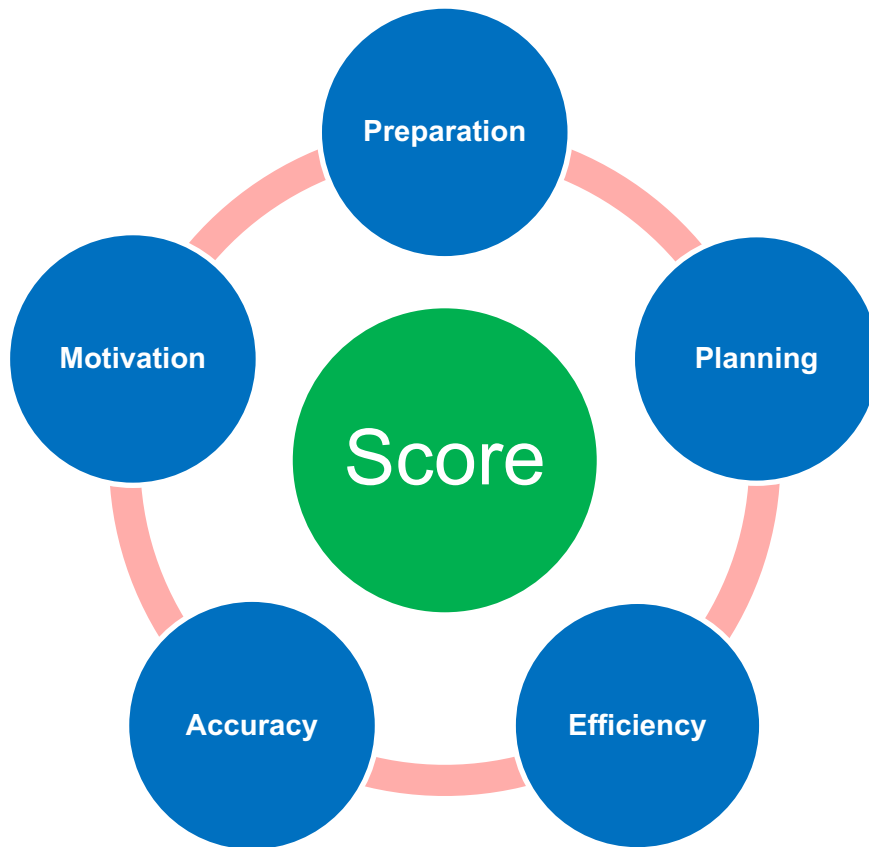 Preparation
Planning
Efficiency
Accuracy
Motivation
Score